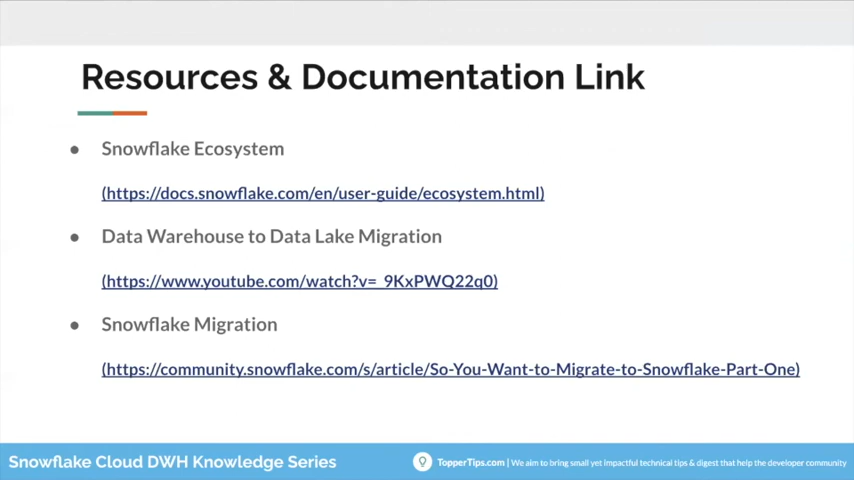 Resources & Documentation Link
● Snowflake Ecosystem
(https://docs.snowflake.com/en/user-guide/ecosystem.html)
● Data Warehouse to Data Lake Migration
(https://www.youtube.com/watch?v=_9KxPWQ22q0)
● Snowflake Migration
(https://community.snowflake.com/s/article/So-You-Want-to-Migrate-to-Snowflake-Part-One)
Snowflake Cloud DWH Knowledge Series
TopperTips.com | We aim to bring small yet impactful technical tips & digest that help the developer community